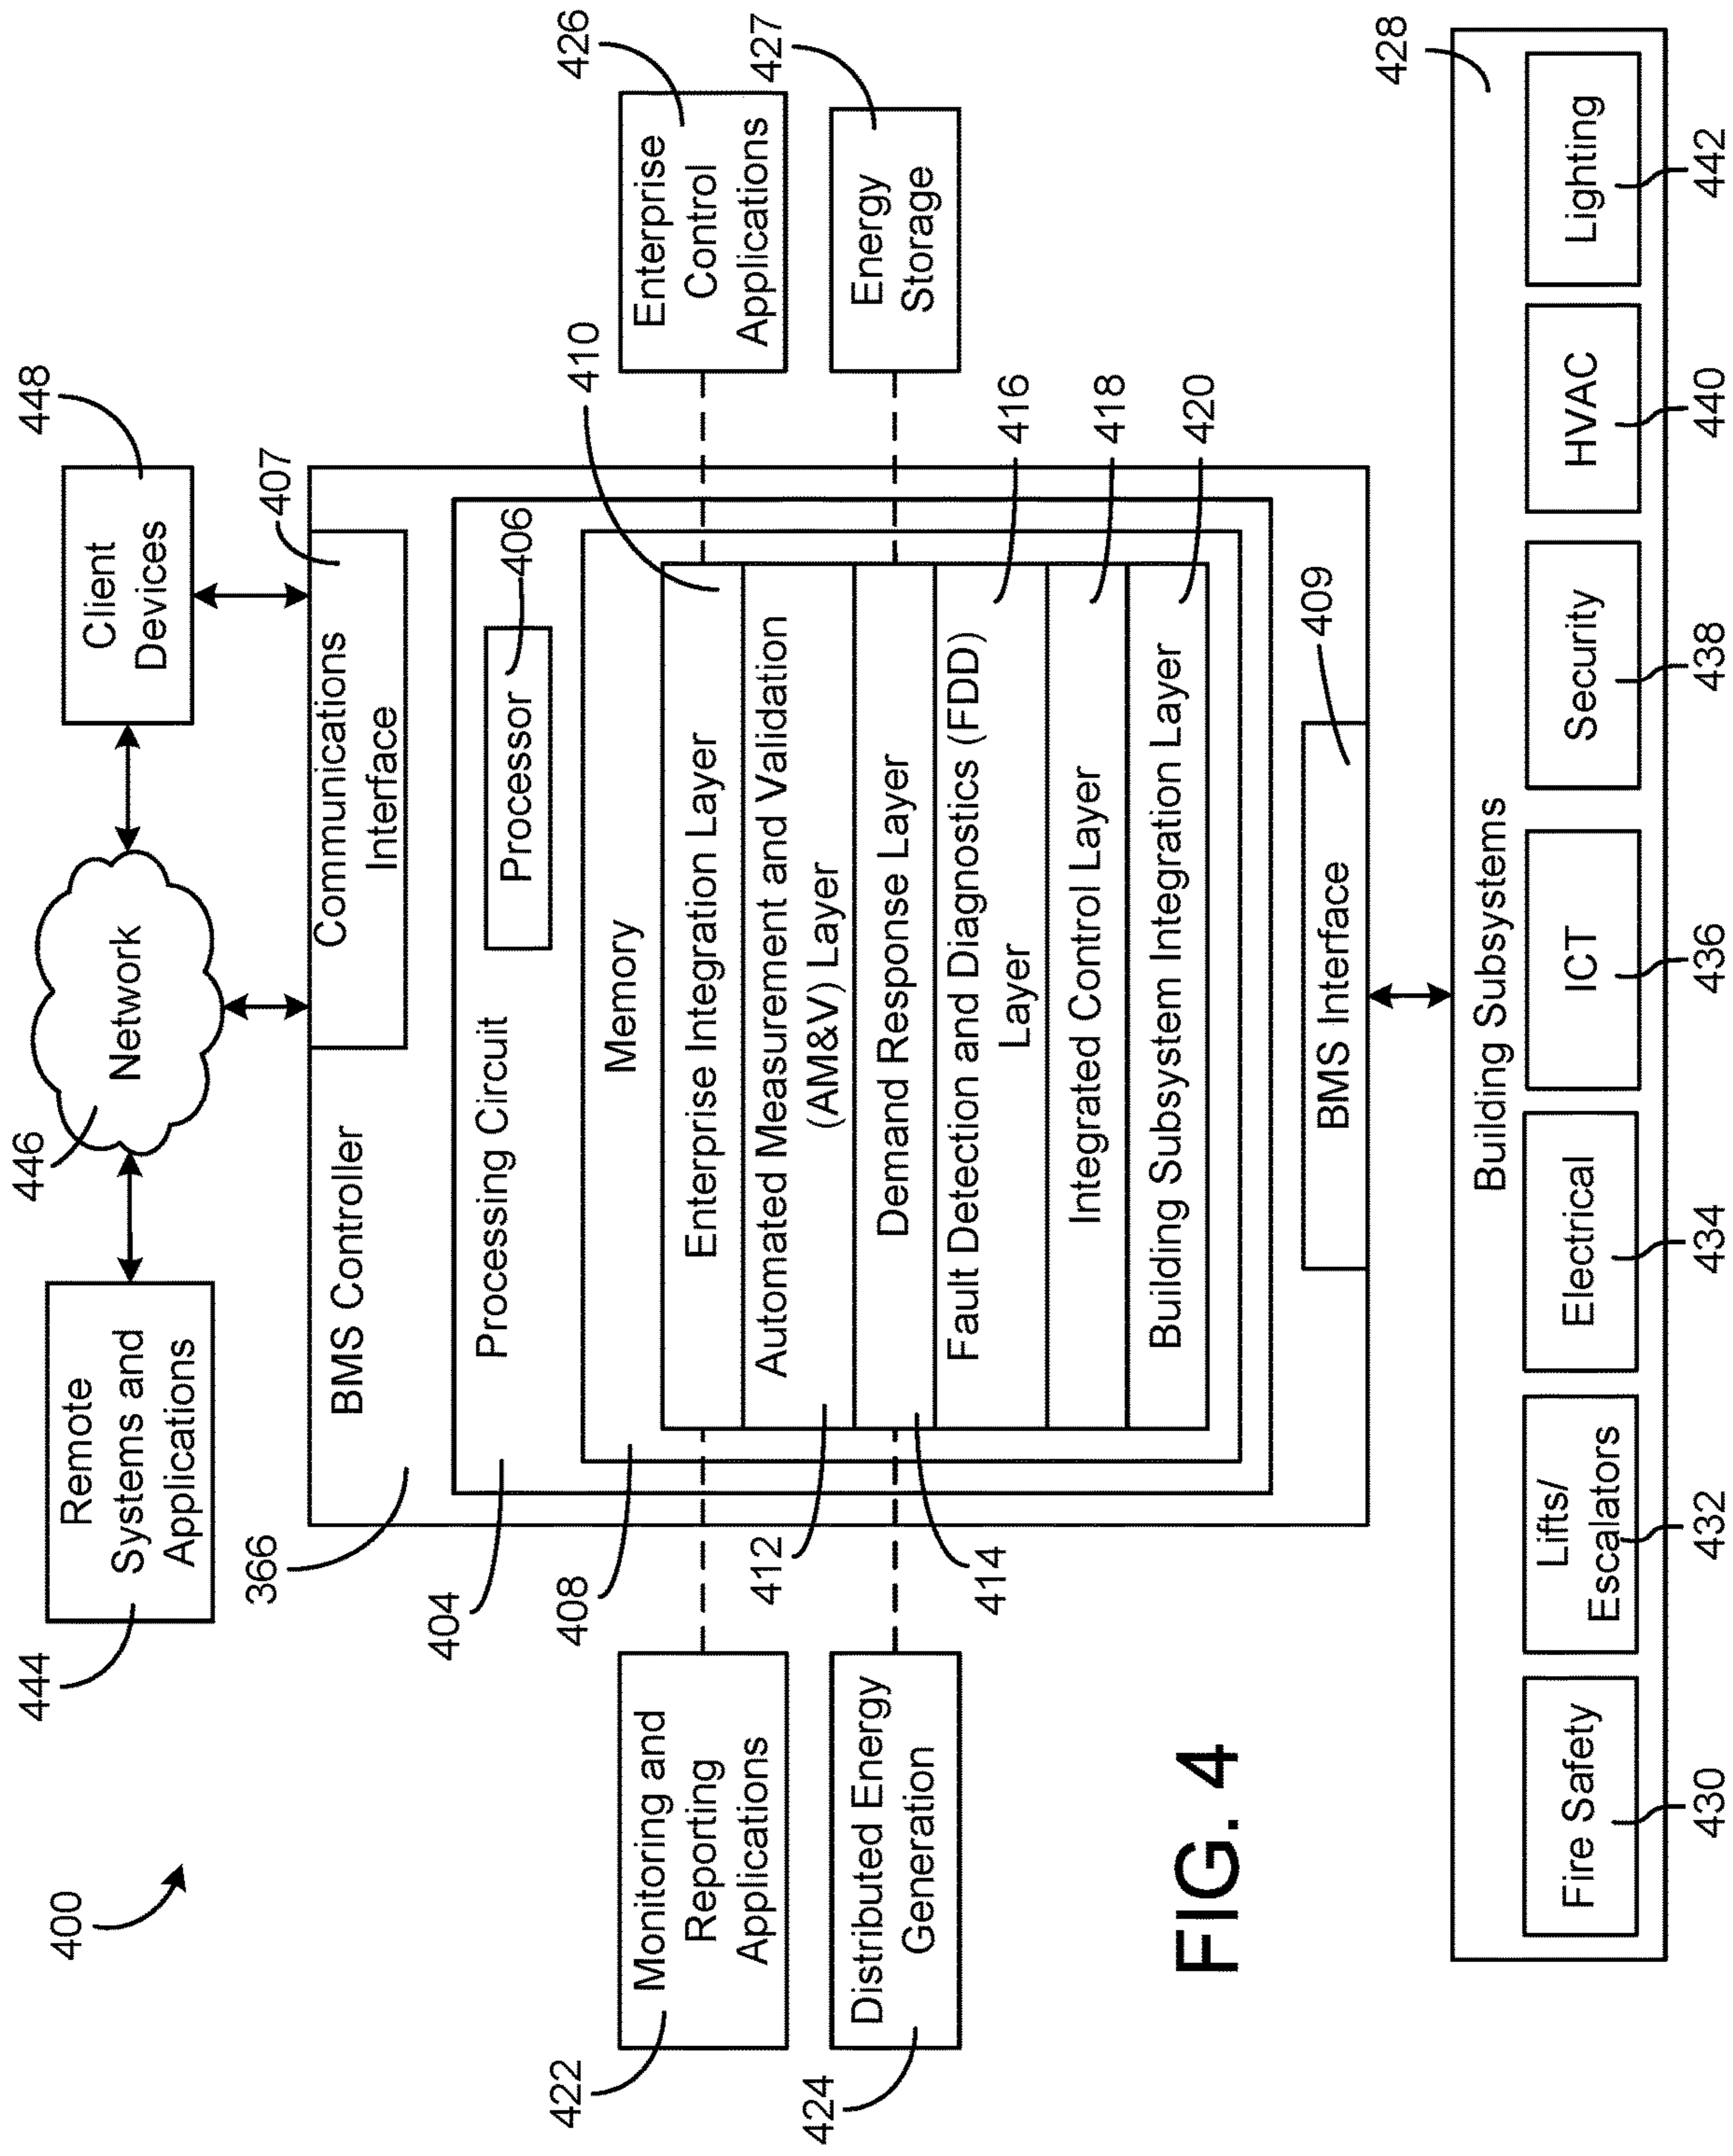 400
444
Remote
Systems and
Applications
446
Network
448
Client
Devices
366
BMS Controller
407
Communications
Interface
404
Processing Circuit
Processor
406
408
Memory
410
Enterprise Integration Layer
Automated Measurement and Validation
(AM&V) Layer
412
Demand Response Layer
414
Fault Detection and Diagnostics (FDD)
Layer
416
Integrated Control Layer
418
Building Subsystem Integration Layer
420
422
Monitoring and
Reporting
Applications
424
Distributed Energy
Generation
426
Enterprise
Control
Applications
427
Energy
Storage
BMS Interface
409
Building Subsystems
428
Fire Safety
Lifts/
Escalators
Electrical
ICT
Security
HVAC
Lighting
430
432
434
436
438
440
442
FIG. 4